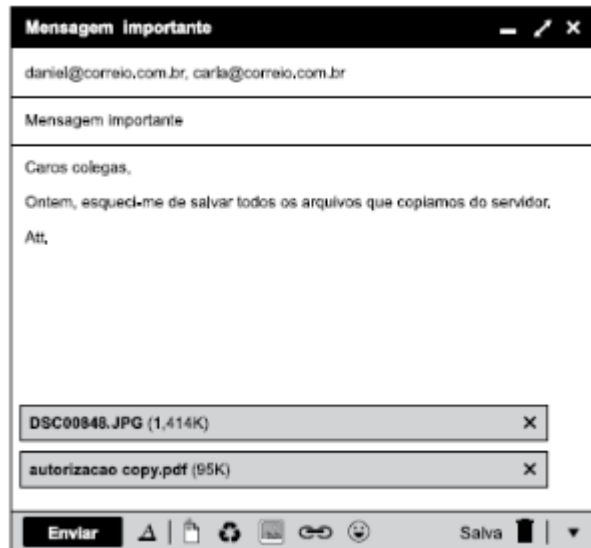 Mensagem importante
daniel@correio.com.br, carla@correio.com.br
Mensagem importante
Caros colegas,
Ontem, esqueci-me de salvar todos os arquivos que copiamos do servidor.
Att,
DSC00848.JPG (1,414K)
autorizacao copy.pdf (95K)
Enviar A Salva